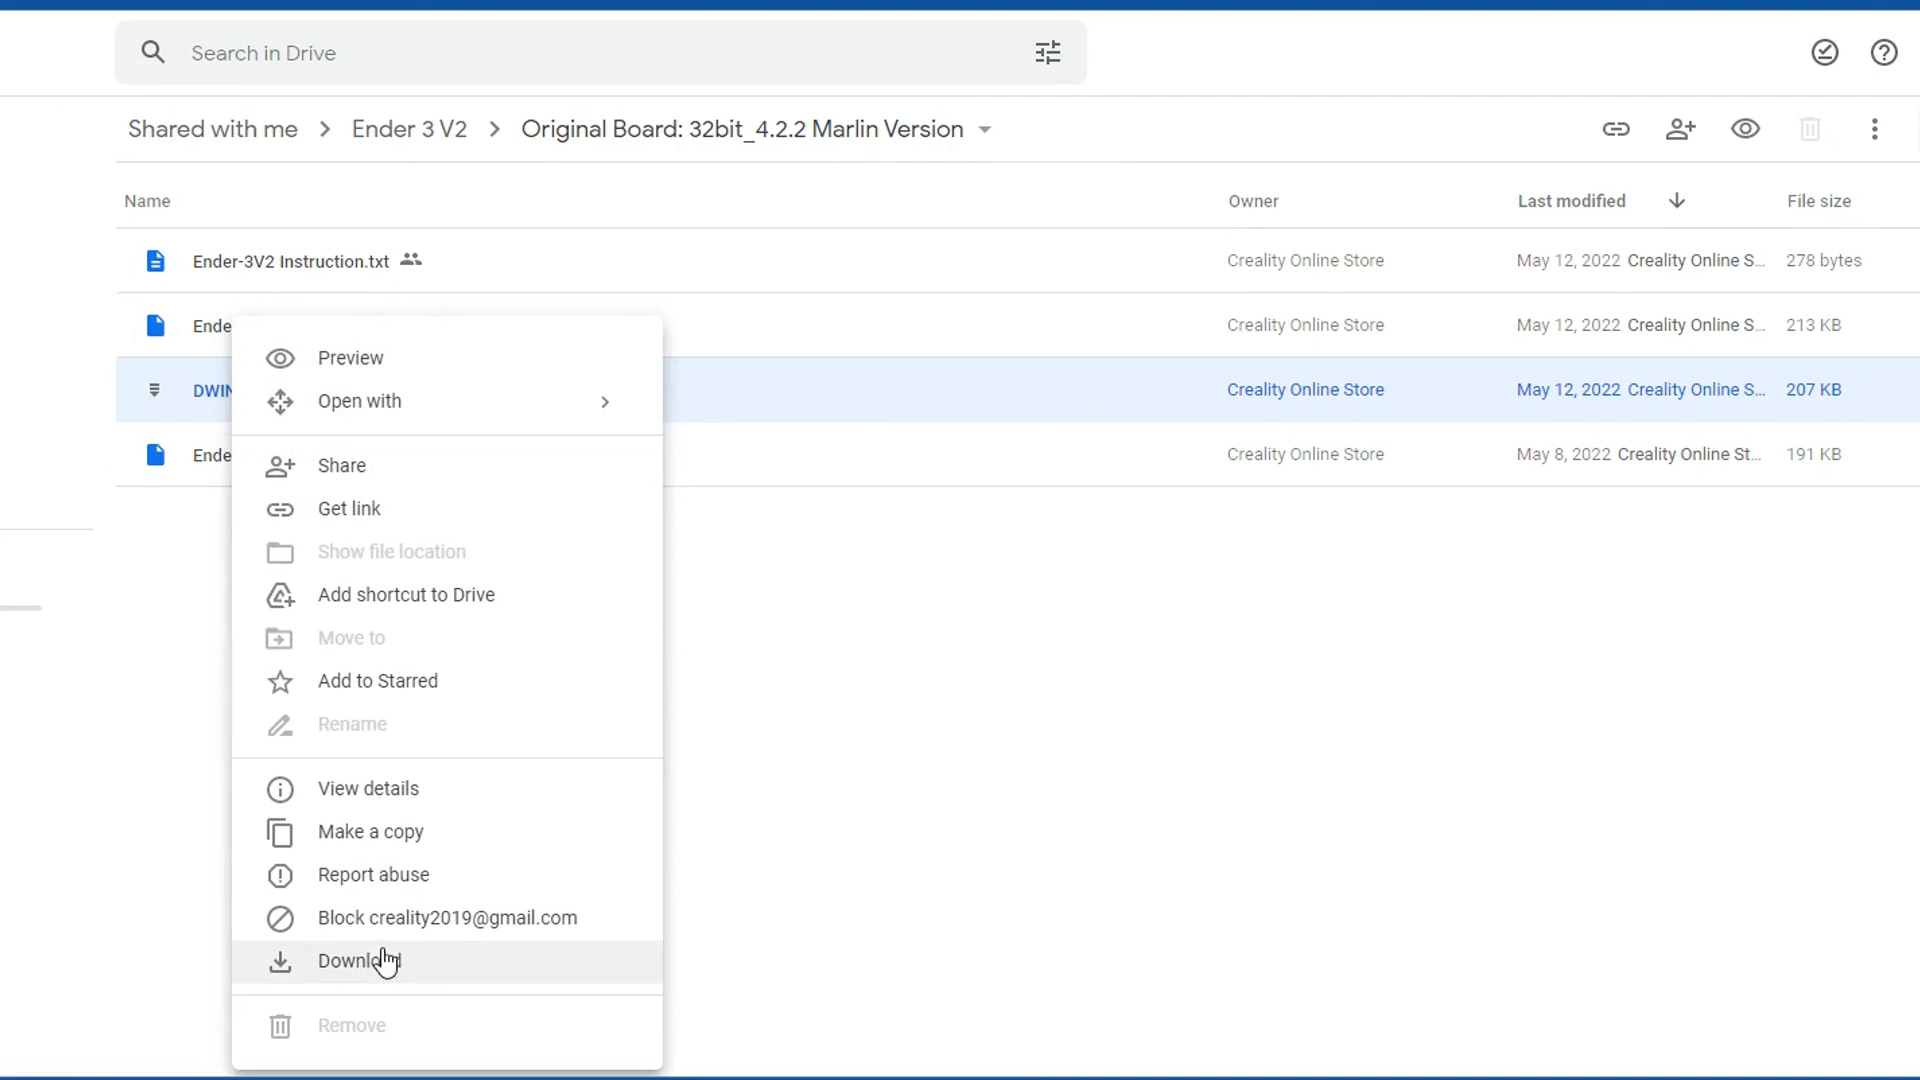 Search in Drive
Shared with me > Ender 3 V2 > Original Board: 32bit_4.2.2 Marlin Version
Name Owner Last modified File size
Ender-3V2 Instruction.txt Creality Online Store May 12, 2022 Creality Online S... 278 bytes
Ende Creality Online Store May 12, 2022 Creality Online S... 213 KB
DWIN Creality Online Store May 12, 2022 Creality Online S... 207 KB
Ende Creality Online Store May 8, 2022 Creality Online St... 191 KB
Preview
Open with
Share
Get link
Show file location
Add shortcut to Drive
Move to
Add to Starred
Rename
View details
Make a copy
Report abuse
Block creality2019@gmail.com
Download
Remove